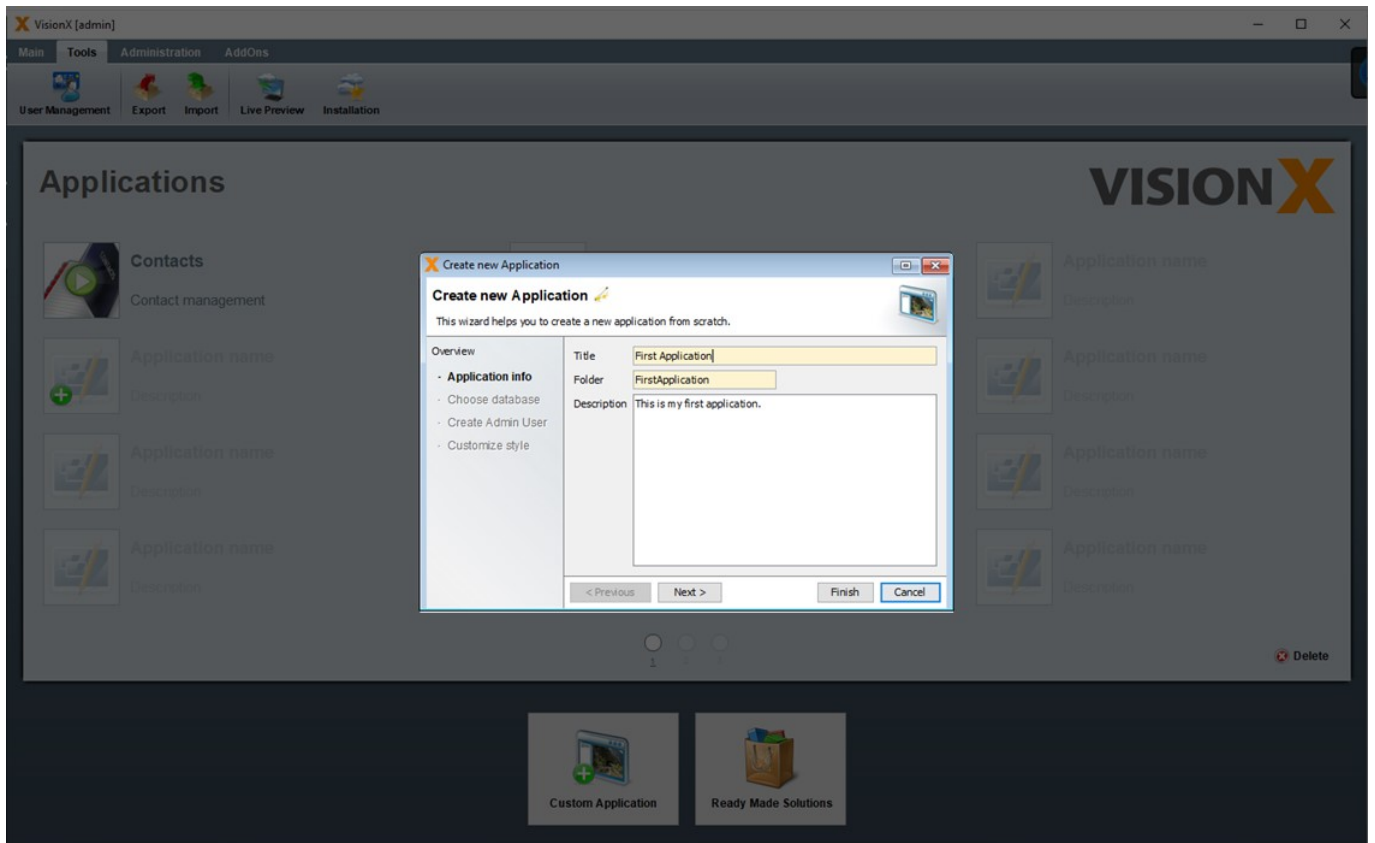 VisionX [admin]
Main Tools Administration AddOns
User Management Export Import Live Preview Installation
Applications
VISIONX
Contacts
Contact management
Application name
Description
Application name
Description
Application name
Description
Application name
Description
Application name
Description
Application name
Description
Application name
Description
Create new Application
Create new Application
This wizard helps you to create a new application from scratch.
Overview
· Application info
· Choose database
· Create Admin User
· Customize style
Title First Application
Folder FirstApplication
Description This is my first application.
< Previous Next > Finish Cancel
1
Delete
Custom Application
Ready Made Solutions